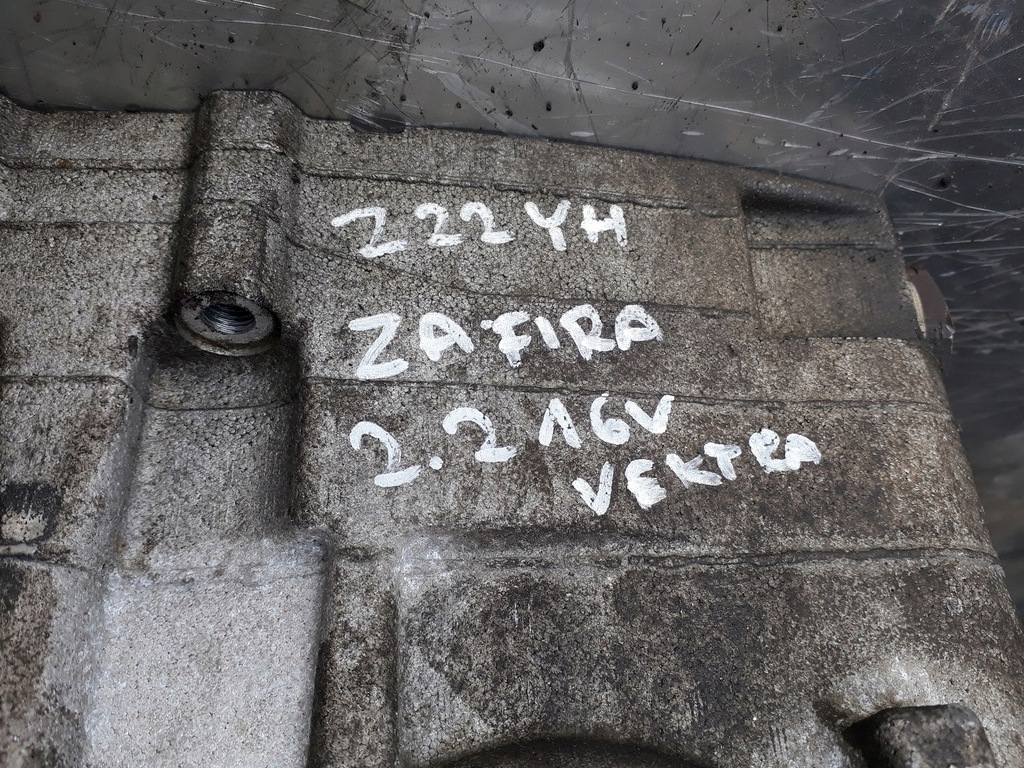 Z22YH
ZAFIRA
2.2 16V
VEKTRA